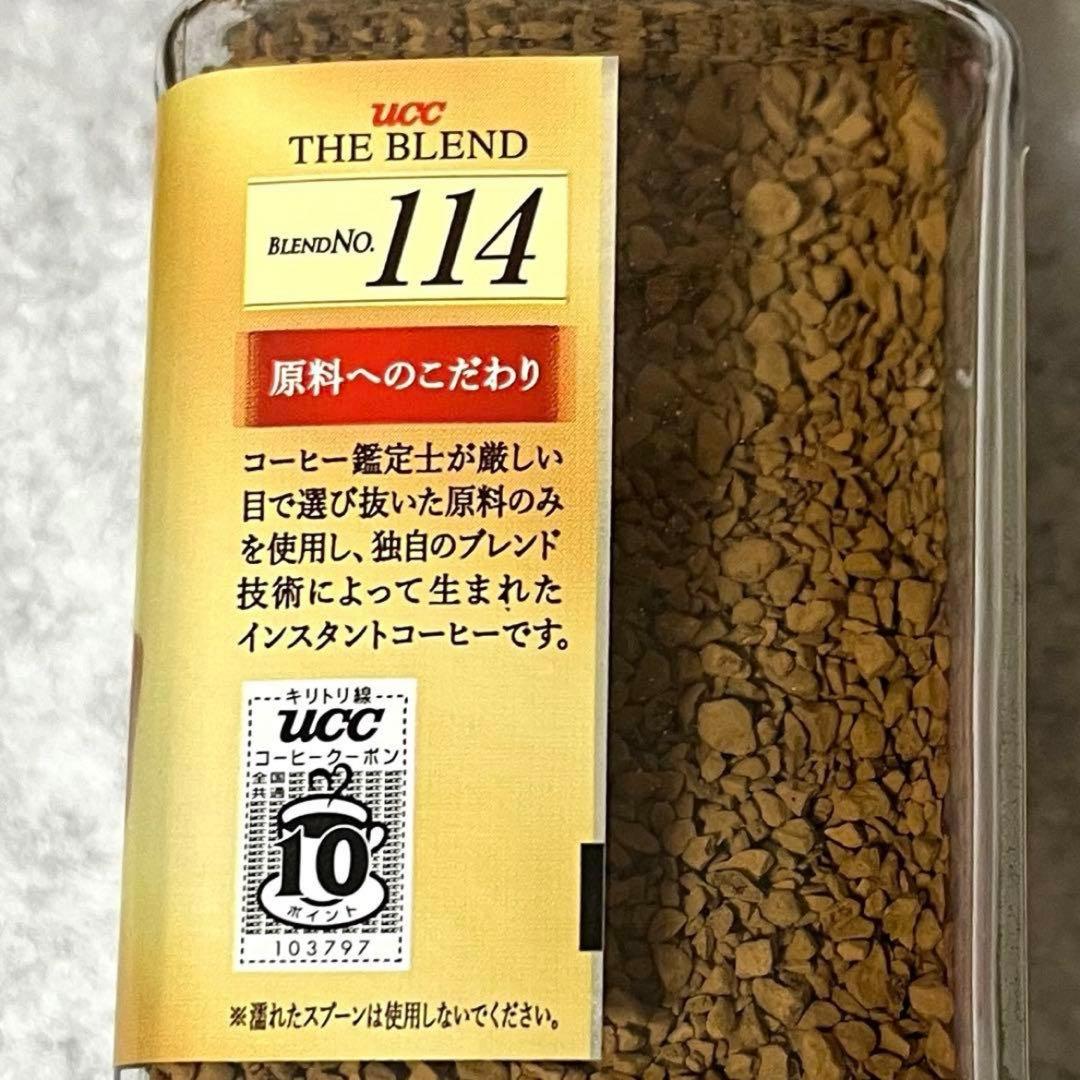 UCC
THE BLEND
BLEND NO. 114
原料へのこだわり
コーヒー鑑定士が厳しい
目で選び抜いた原料のみ
を使用し、独自のブレンド
技術によって生まれた
インスタントコーヒーです。
キリトリ線
UCC
コーヒークーポン
全国
共通
10
ポイント
103797
※濡れたスプーンは使用しないでください。